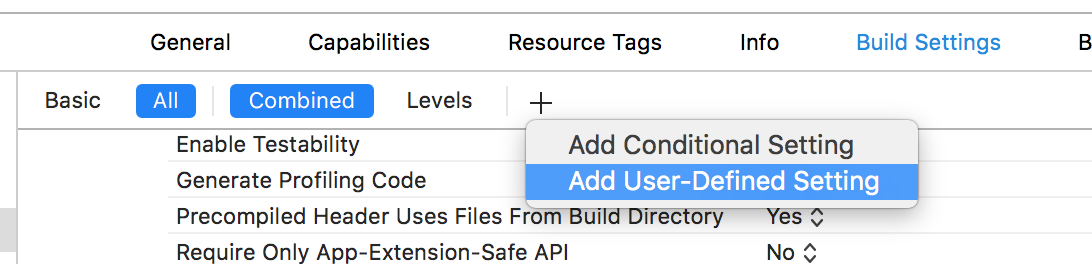 General Capabilities Resource Tags Info Build Settings B
Basic All Combined Levels +
Add Conditional Setting
Add User-Defined Setting
Enable Testability
Generate Profiling Code
Precompiled Header Uses Files From Build Directory Yes
Require Only App-Extension-Safe API No